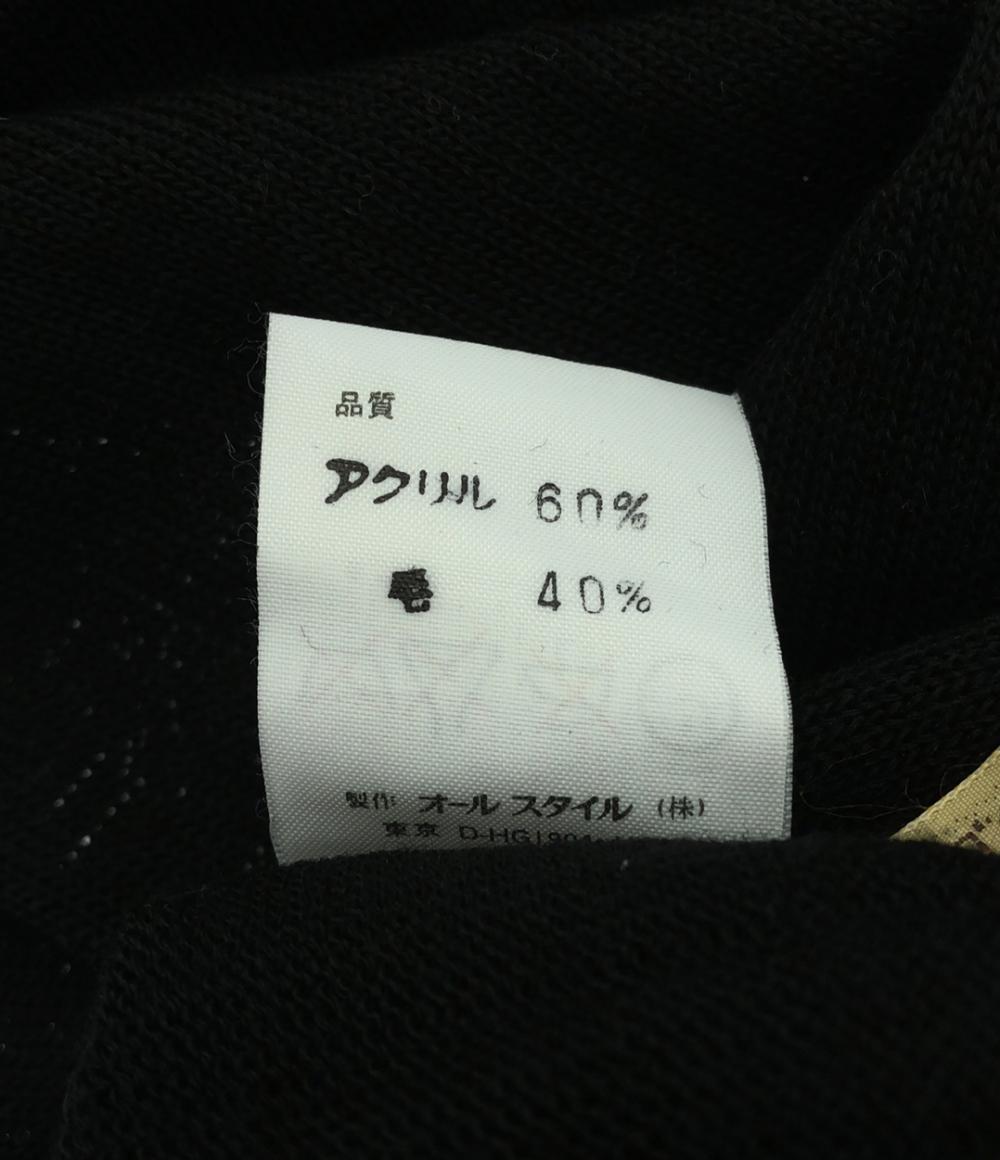 品質
アクリル 60%
毛 40%
製作 オール スタイル (株)
東京 D-HG